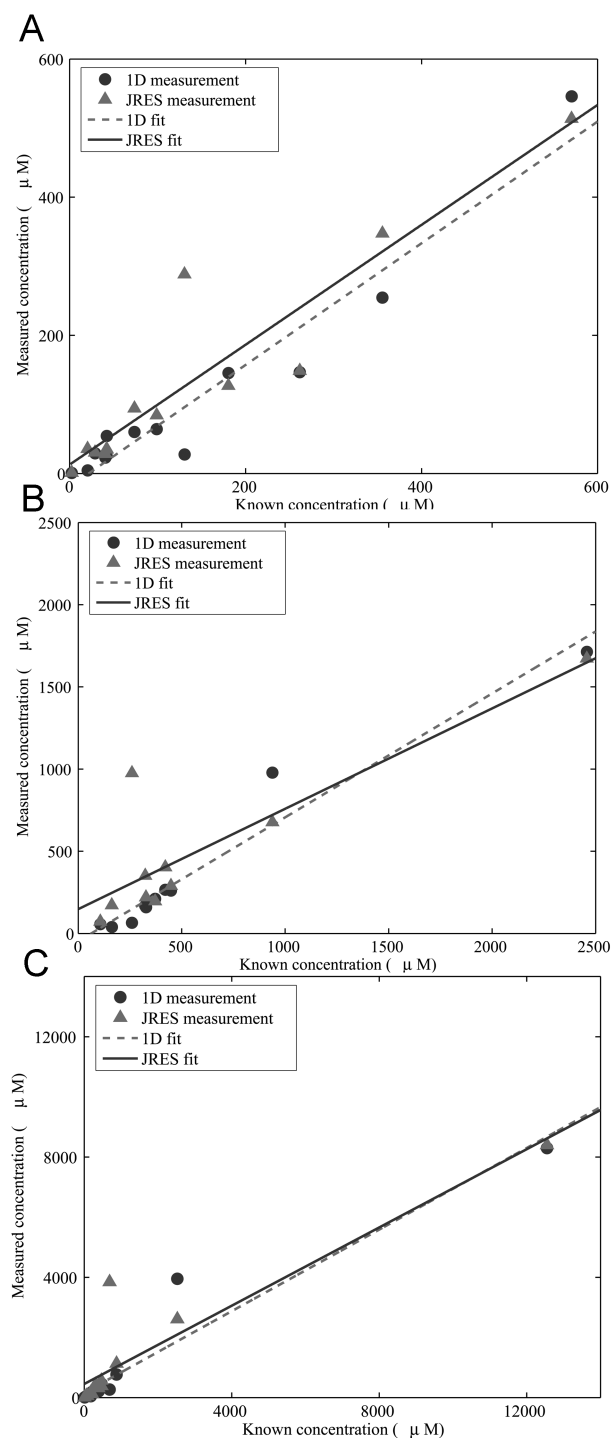 A
600
400
200
0
Measured concentration ( μ M)
1D measurement
JRES measurement
1D fit
JRES fit
0 200 400 600
Known concentration ( μ M)
B
2500
2000
1500
1000
500
0
Measured concentration ( μ M)
1D measurement
JRES measurement
1D fit
JRES fit
0 500 1000 1500 2000 2500
Known concentration ( μ M)
C
12000
8000
4000
0
Measured concentration ( μ M)
1D measurement
JRES measurement
1D fit
JRES fit
0 4000 8000 12000
Known concentration ( μ M)